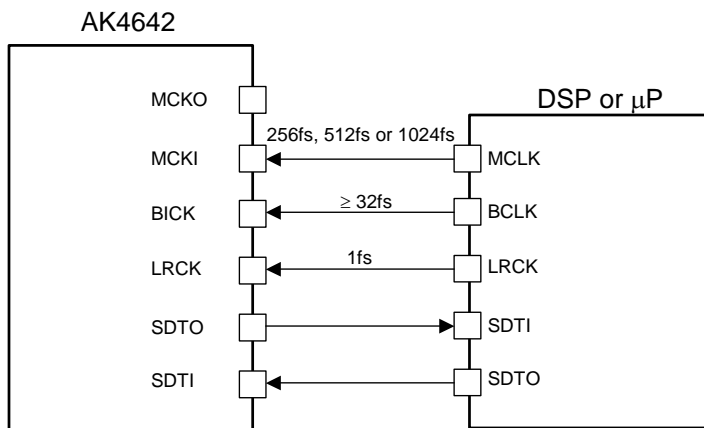 AK4642
DSP or μP
MCKO
256fs, 512fs or 1024fs
MCKI
MCLK
≥ 32fs
BICK
BCLK
1fs
LRCK
LRCK
SDTO
SDTI
SDTI
SDTO